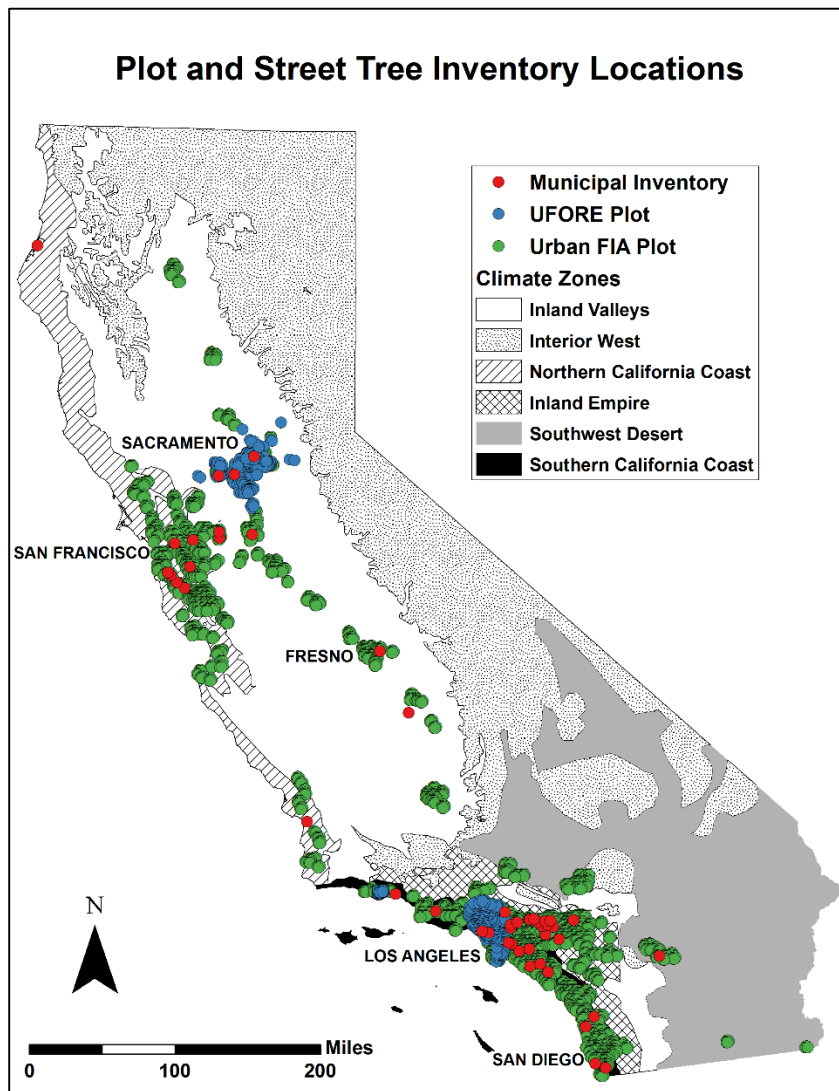 Plot and Street Tree Inventory Locations
Municipal Inventory
UFORE Plot
Urban FIA Plot
Climate Zones
Inland Valleys
Interior West
Northern California Coast
Inland Empire
Southwest Desert
Southern California Coast
SACRAMENTO
SAN FRANCISCO
FRESNO
LOS ANGELES
SAN DIEGO
N
Miles
0 100 200